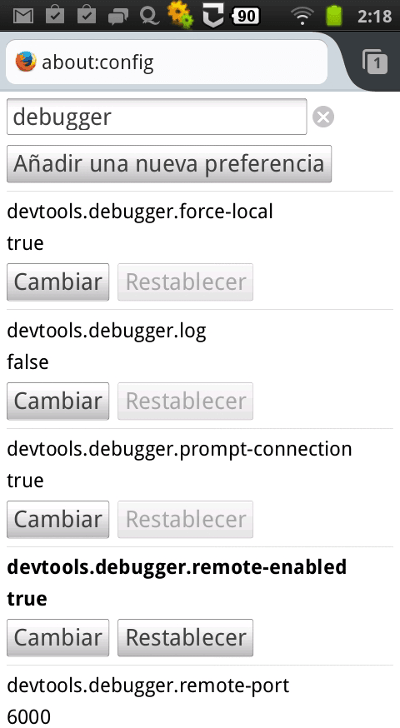 90
2:18
about:config
1
debugger
Añadir una nueva preferencia
devtools.debugger.force-local
true
Cambiar Restablecer
devtools.debugger.log
false
Cambiar Restablecer
devtools.debugger.prompt-connection
true
Cambiar Restablecer
devtools.debugger.remote-enabled
true
Cambiar Restablecer
devtools.debugger.remote-port
6000